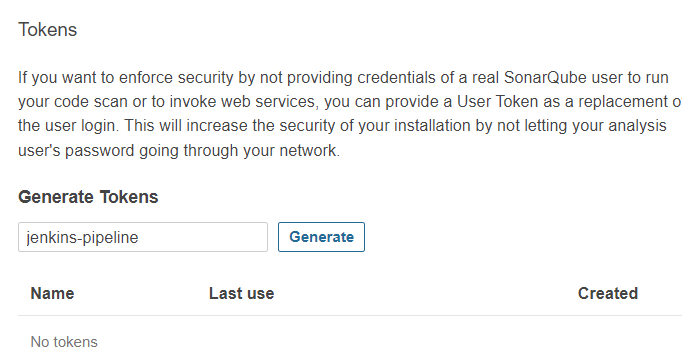 Tokens
If you want to enforce security by not providing credentials of a real SonarQube user to run
your code scan or to invoke web services, you can provide a User Token as a replacement o
the user login. This will increase the security of your installation by not letting your analysis
user's password going through your network.
Generate Tokens
jenkins-pipeline Generate
Name Last use Created
No tokens